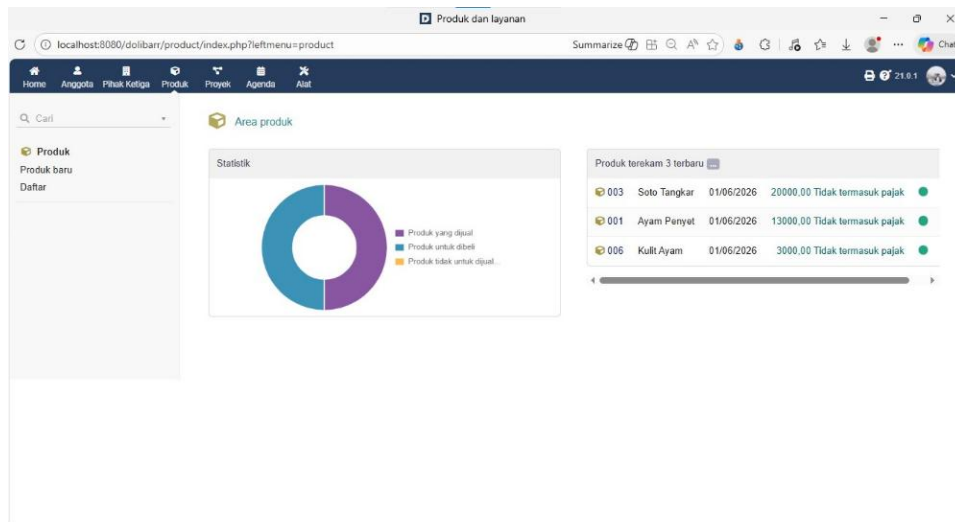 Produk dan layanan
localhost:8080/dolibarr/product/index.php?leftmenu=product
Summarize
Chat
Home Anggota Pihak Ketiga Produk Proyek Agenda Alat
21.0.1
Cari
Produk
Produk baru
Daftar
Area produk
Statistik
Produk yang dijual
Produk untuk dibeli
Produk tidak untuk dijual...
Produk terekam 3 terbaru ...
003 Soto Tangkar 01/06/2026 20000,00 Tidak termasuk pajak
001 Ayam Penyet 01/06/2026 13000,00 Tidak termasuk pajak
006 Kulit Ayam 01/06/2026 3000,00 Tidak termasuk pajak